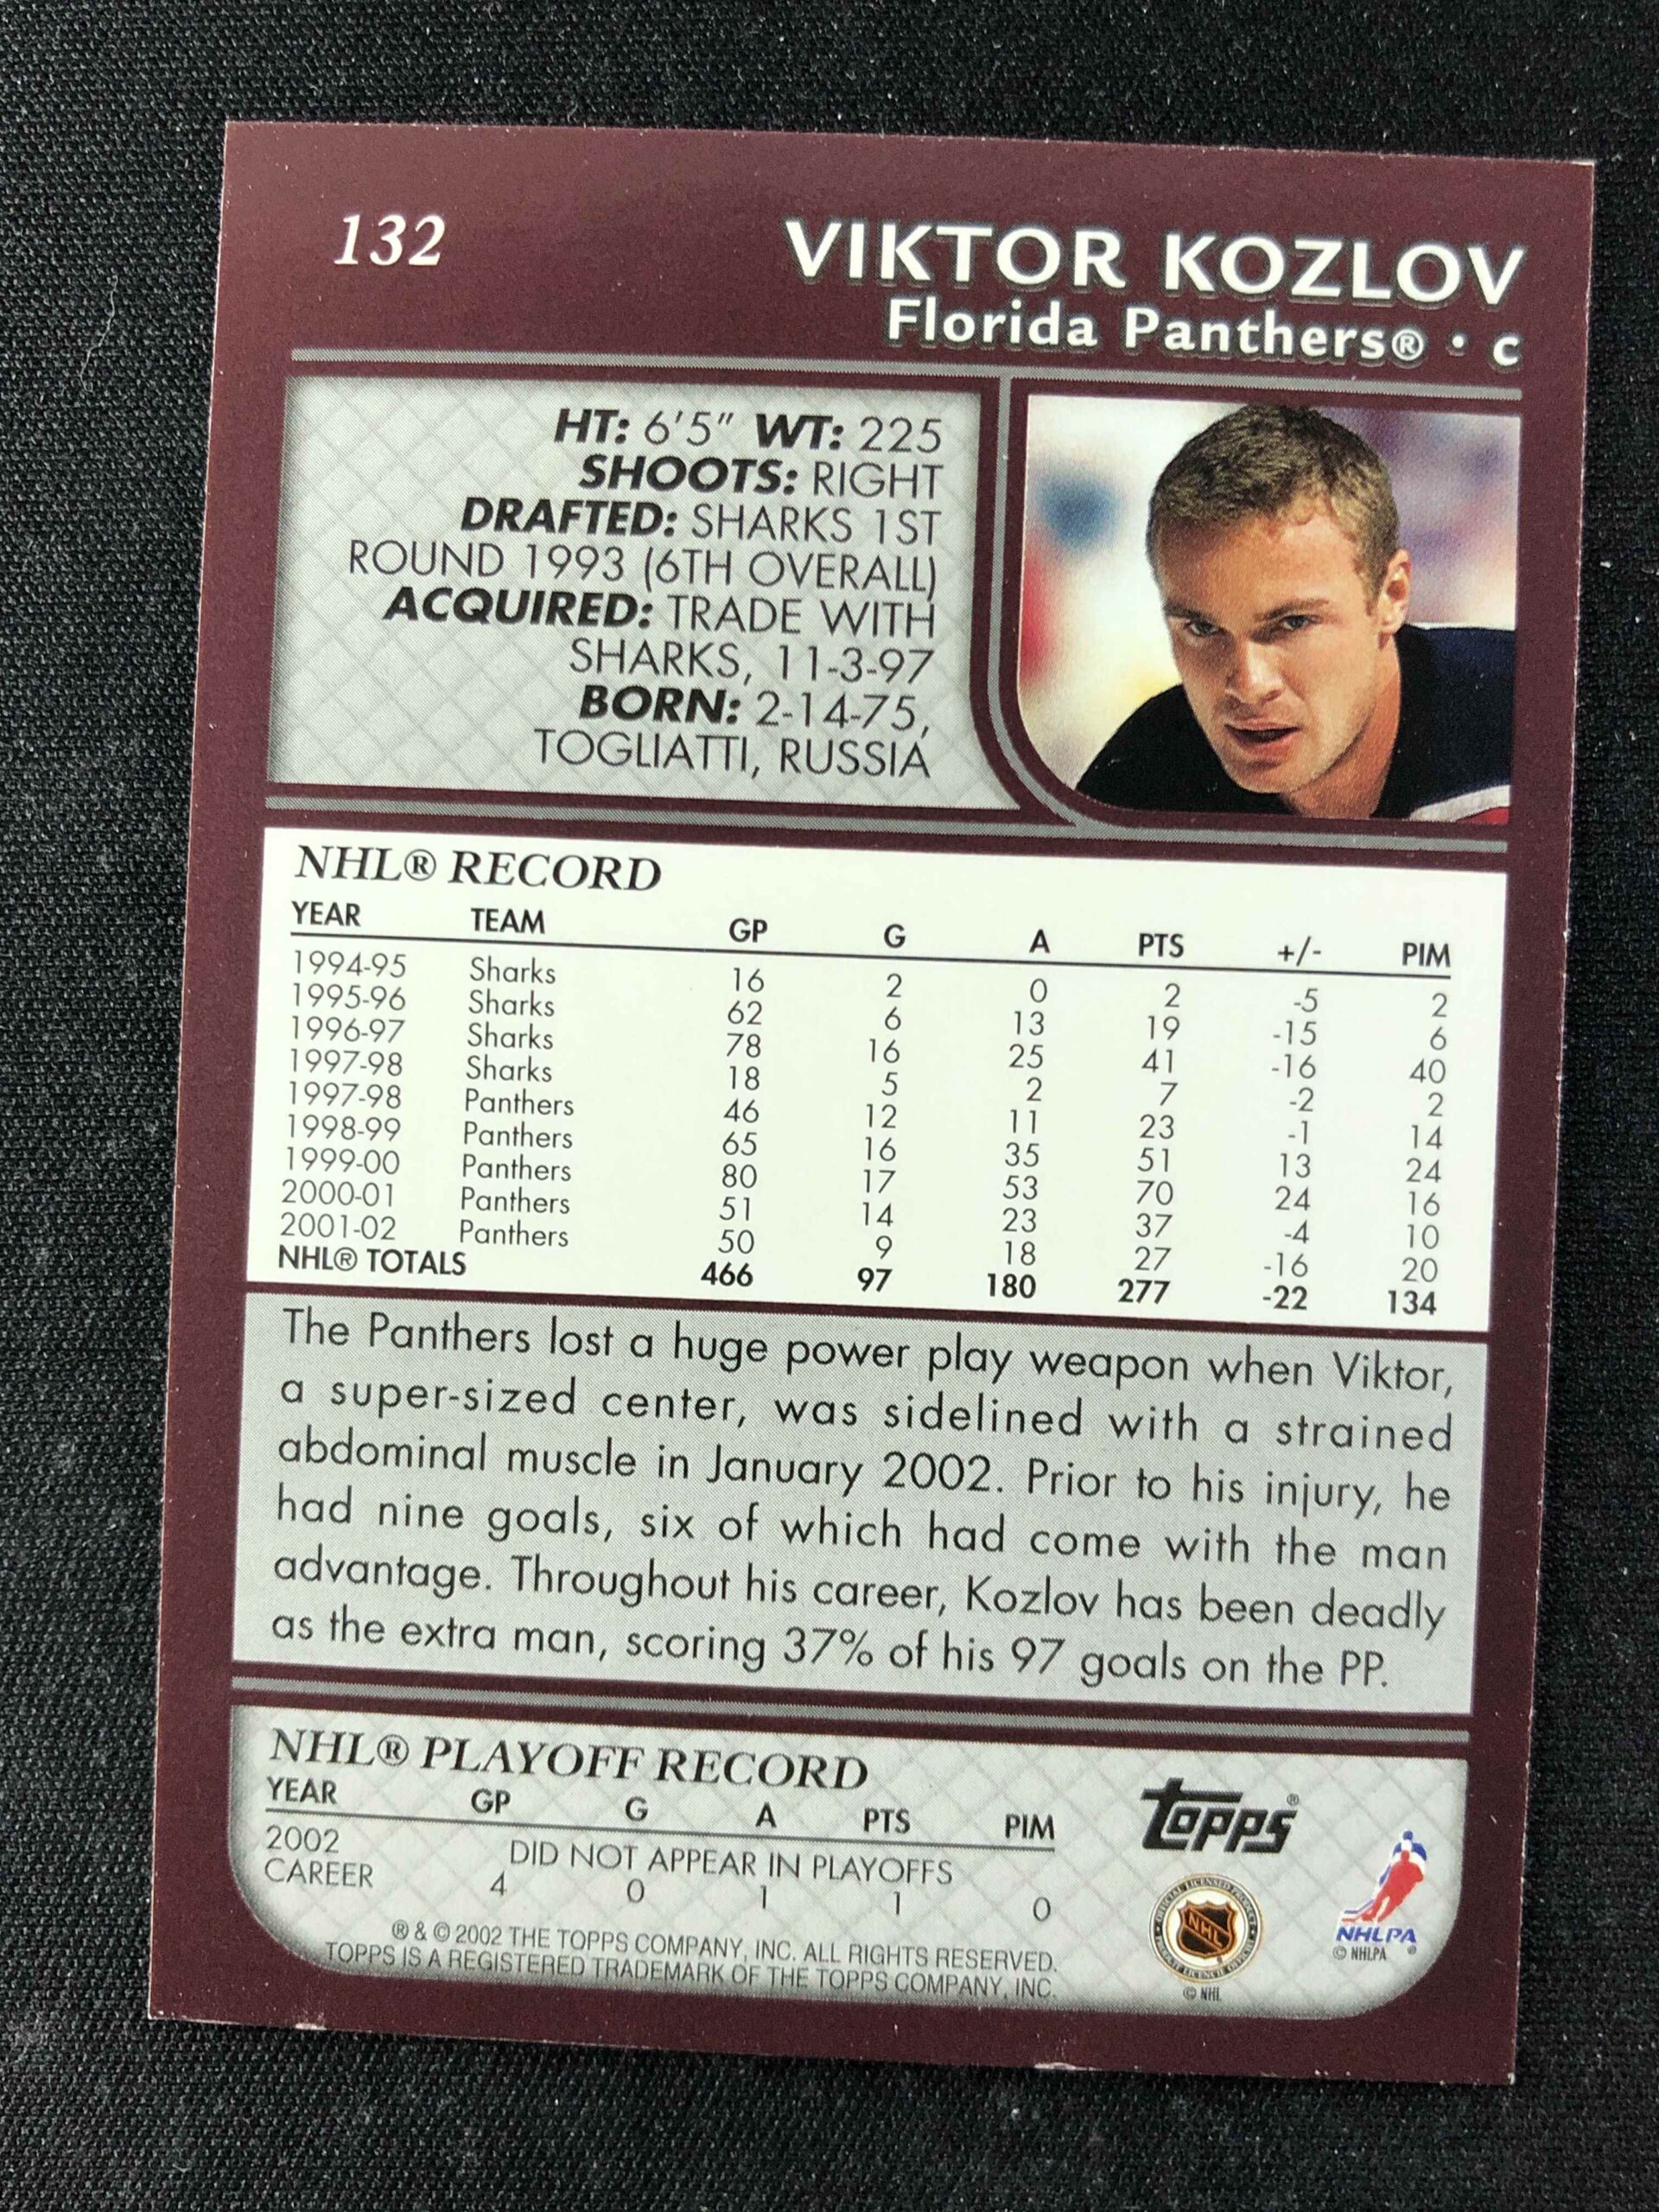 132
VIKTOR KOZLOV
Florida Panthers® · C
HT: 6'5" WT: 225
SHOOTS: RIGHT
DRAFTED: SHARKS 1ST
ROUND 1993 (6TH OVERALL)
ACQUIRED: TRADE WITH
SHARKS, 11-3-97
BORN: 2-14-75,
TOGLIATTI, RUSSIA
NHL® RECORD
YEAR TEAM GP G A PTS +/- PIM
1994-95 Sharks 16 2 0 2 -5 2
1995-96 Sharks 62 6 13 19 -15 6
1996-97 Sharks 78 16 25 41 -16 40
1997-98 Sharks 18 5 2 7 -2 2
1997-98 Panthers 46 12 11 23 -1 14
1998-99 Panthers 65 16 35 51 13 24
1999-00 Panthers 80 17 53 70 24 16
2000-01 Panthers 51 14 23 37 -4 10
2001-02 Panthers 50 9 18 27 -16 20
NHL® TOTALS 466 97 180 277 -22 134
The Panthers lost a huge power play weapon when Viktor,
a super-sized center, was sidelined with a strained
abdominal muscle in January 2002. Prior to his injury, he
had nine goals, six of which had come with the man
advantage. Throughout his career, Kozlov has been deadly
as the extra man, scoring 37% of his 97 goals on the PP.
NHL® PLAYOFF RECORD
YEAR GP G A PTS PIM
2002 DID NOT APPEAR IN PLAYOFFS
CAREER 4 0 1 1 0
® & © 2002 THE TOPPS COMPANY, INC. ALL RIGHTS RESERVED.
TOPPS IS A REGISTERED TRADEMARK OF THE TOPPS COMPANY, INC.
Topps®
NHL
© NHL
NHLPA
© NHLPA ®